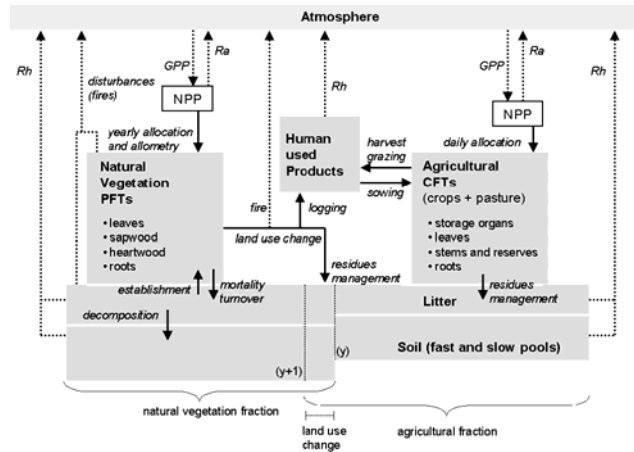 Atmosphere
Rh
disturbances
(fires)
GPP
Ra
NPP
yearly allocation
and allometry
Natural
Vegetation
PFTs
• leaves
• sapwood
• heartwood
• roots
Rh
Human
used
Products
harvest
grazing
sowing
fire
logging
land use change
GPP
Ra
NPP
daily allocation
Rh
Agricultural
CFTs
(crops + pasture)
• storage organs
• leaves
• stems and reserves
• roots
establishment
mortality
turnover
residues
management
residues
management
decomposition
Litter
Soil (fast and slow pools)
(y+1)
(y)
natural vegetation fraction
land use
change
agricultural fraction